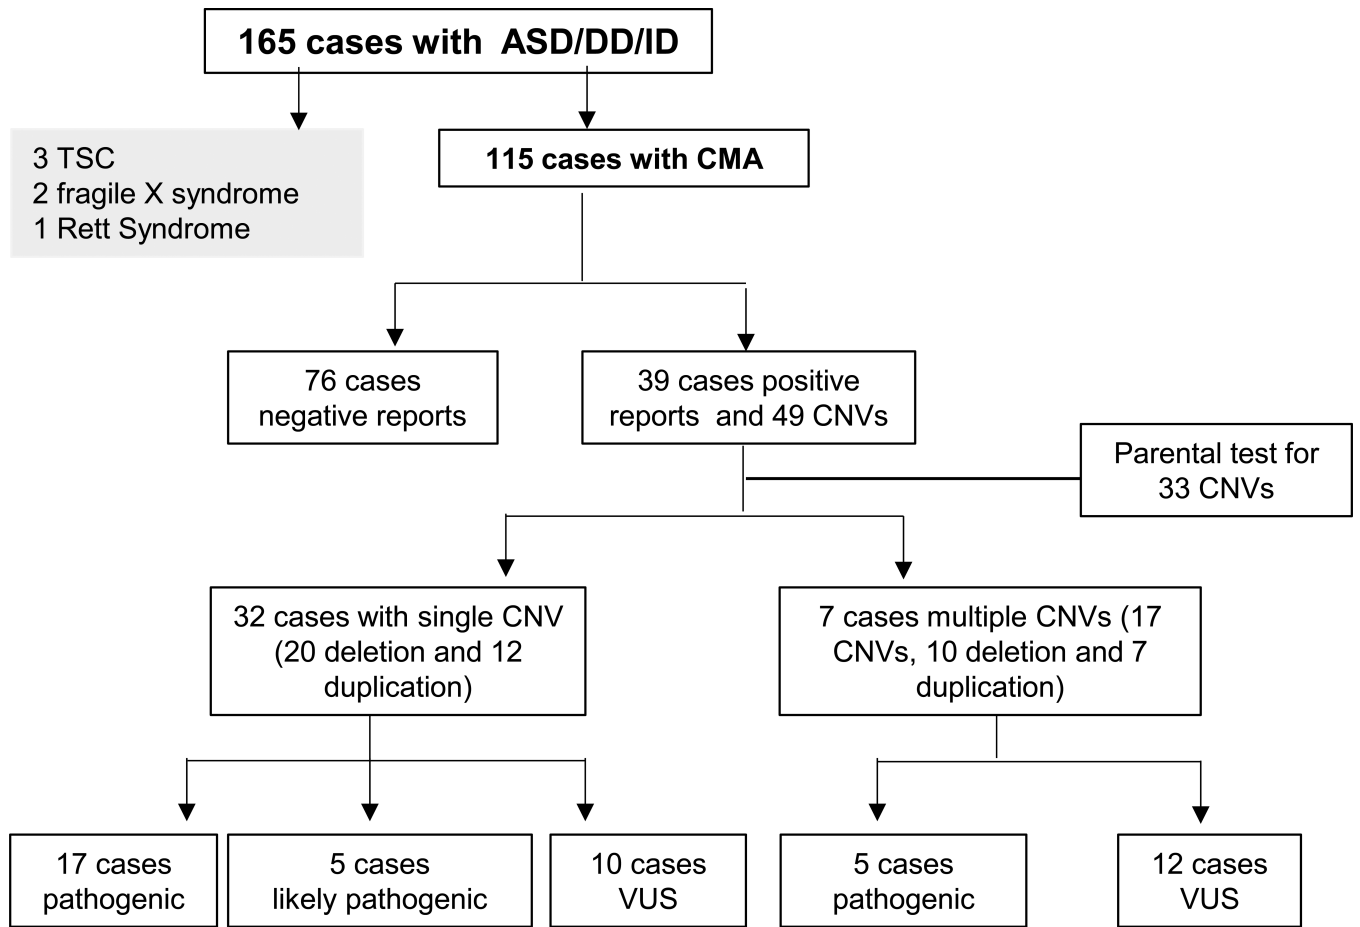 165 cases with ASD/DD/ID
3 TSC
2 fragile X syndrome
1 Rett Syndrome
115 cases with CMA
76 cases
negative reports
39 cases positive
reports and 49 CNVs
Parental test for
33 CNVs
32 cases with single CNV
(20 deletion and 12
duplication)
7 cases multiple CNVs (17
CNVs, 10 deletion and 7
duplication)
17 cases
pathogenic
5 cases
likely pathogenic
10 cases
VUS
5 cases
pathogenic
12 cases
VUS